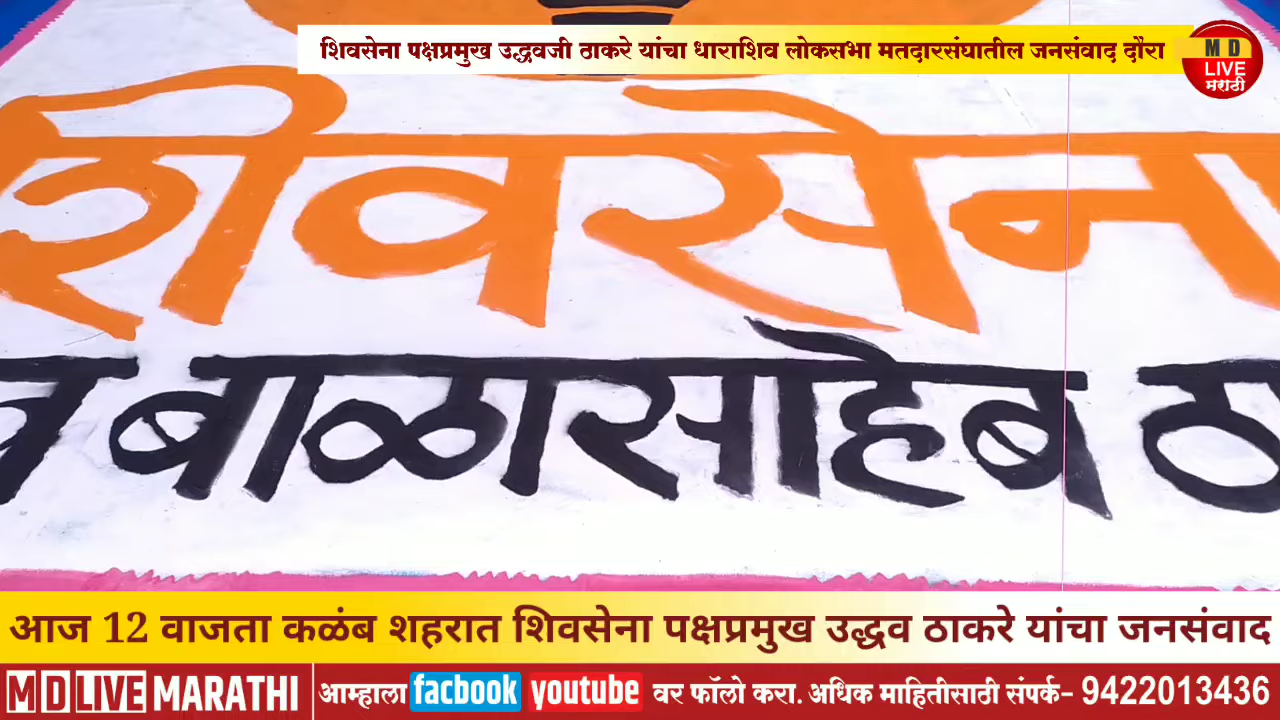 शिवसेना पक्षप्रमुख उद्धवजी ठाकरे यांचा धाराशिव लोकसभा मतदारसंघातील जनसंवाद दौरा
MD
LIVE
मराठी
शिवसेना
बाळासाहेब
आज 12 वाजता कळंब शहरात शिवसेना पक्षप्रमुख उद्धव ठाकरे यांचा जनसंवाद
MD LIVE MARATHI आम्हाला facbook youtube वर फॉलो करा. अधिक माहितीसाठी संपर्क- 9422013436